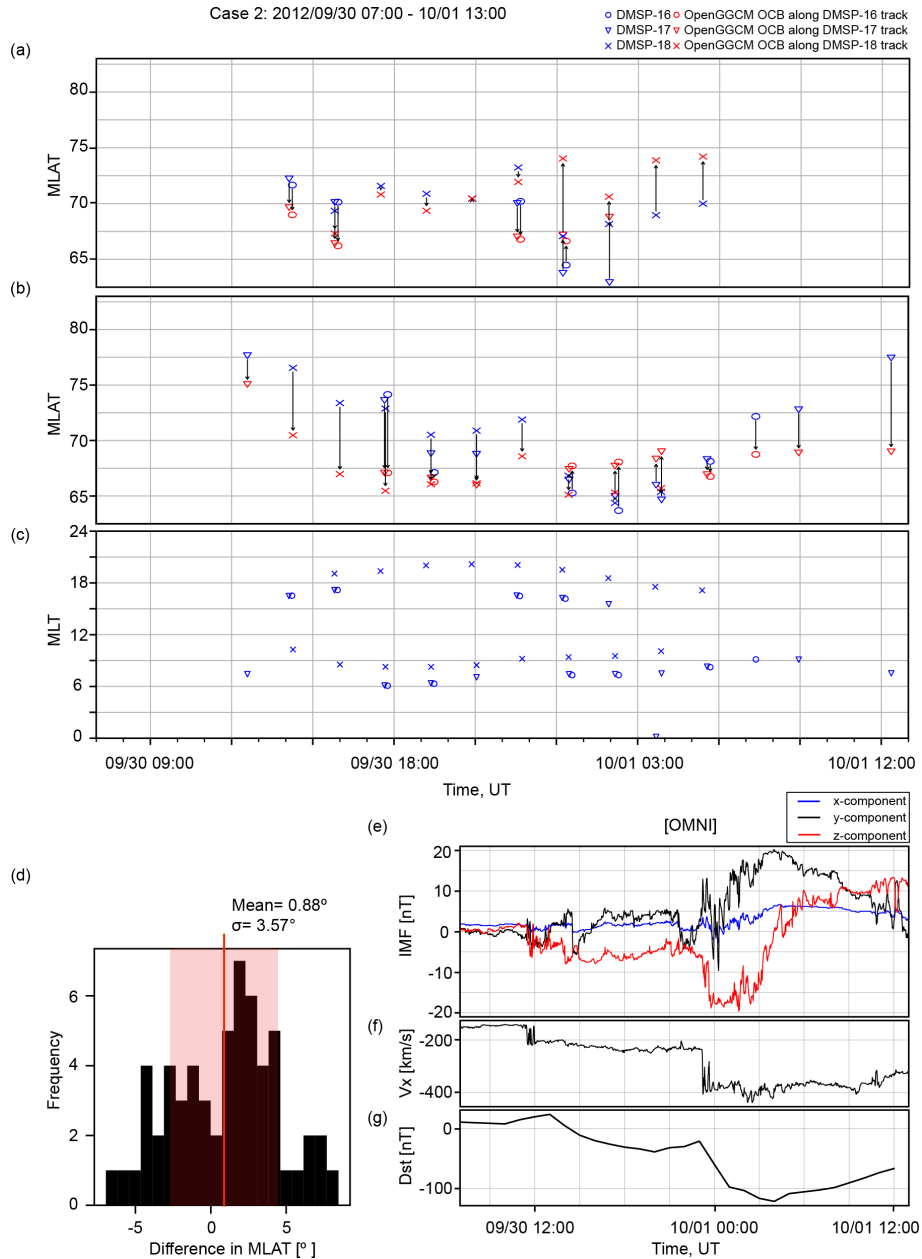 Case 2: 2012/09/30 07:00 - 10/01 13:00
DMSP-16 OpenGGCM OCB along DMSP-16 track
DMSP-17 OpenGGCM OCB along DMSP-17 track
DMSP-18 OpenGGCM OCB along DMSP-18 track
(a)
80
75
70
65
MLAT
(b)
80
75
70
65
MLAT
(c)
24
18
12
6
0
MLT
09/30 09:00 09/30 18:00 10/01 03:00 10/01 12:00
Time, UT
(d)
Mean= 0.88º
σ= 3.57°
6
4
2
0
Frequency
-5 0 5
Difference in MLAT [º ]
x-component
y-component
z-component
(e)
[OMNI]
20
10
0
-10
-20
IMF [nT]
(f)
-200
-400
Vx [km/s]
(g)
0
-100
Dst [nT]
09/30 12:00 10/01 00:00 10/01 12:00
Time, UT